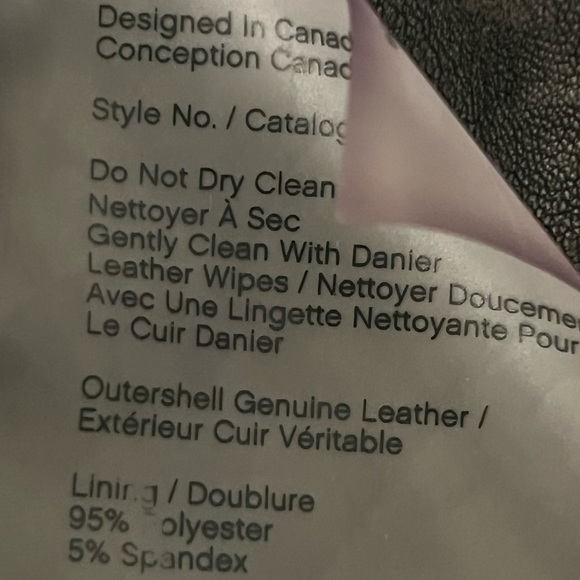 Designed In Canad
Conception Canad
Style No. / Catalog
Do Not Dry Clean
Nettoyer À Sec
Gently Clean With Danier
Leather Wipes / Nettoyer Douceme
Avec Une Lingette Nettoyante Pour
Le Cuir Danier
Outershell Genuine Leather /
Extérieur Cuir Véritable
Lining / Doublure
95% Polyester
5% Spandex